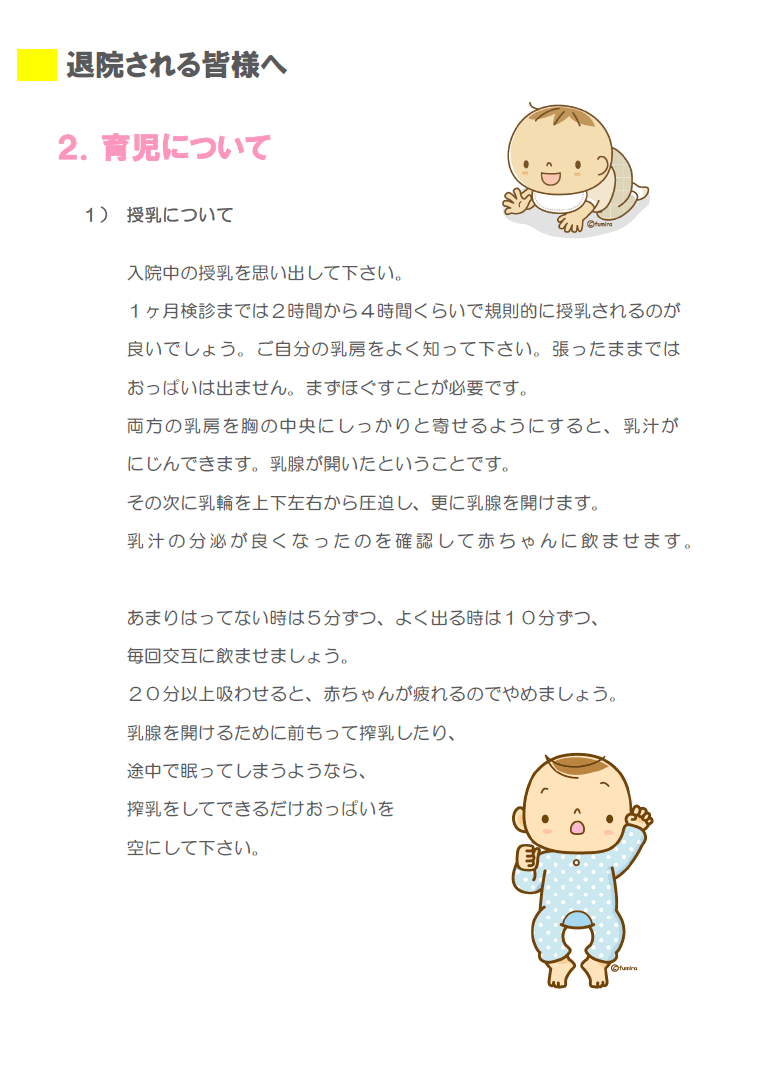 退院される皆様へ
２．育児について
１） 授乳について
入院中の授乳を思い出して下さい。
１ヶ月検診までは２時間から４時間くらいで規則的に授乳されるのが
良いでしょう。ご自分の乳房をよく知って下さい。張ったままでは
おっぱいは出ません。まずほぐすことが必要です。
両方の乳房を胸の中央にしっかりと寄せるようにすると、乳汁が
にじんできます。乳腺が開いたということです。
その次に乳輪を上下左右から圧迫し、更に乳腺を開けます。
乳汁の分泌が良くなったのを確認して赤ちゃんに飲ませます。
あまりはってない時は５分ずつ、よく出る時は１０分ずつ、
毎回交互に飲ませましょう。
２０分以上吸わせると、赤ちゃんが疲れるのでやめましょう。
乳腺を開けるために前もって搾乳したり、
途中で眠ってしまうようなら、
搾乳をしてできるだけおっぱいを
空にして下さい。
©fumira
©fumira